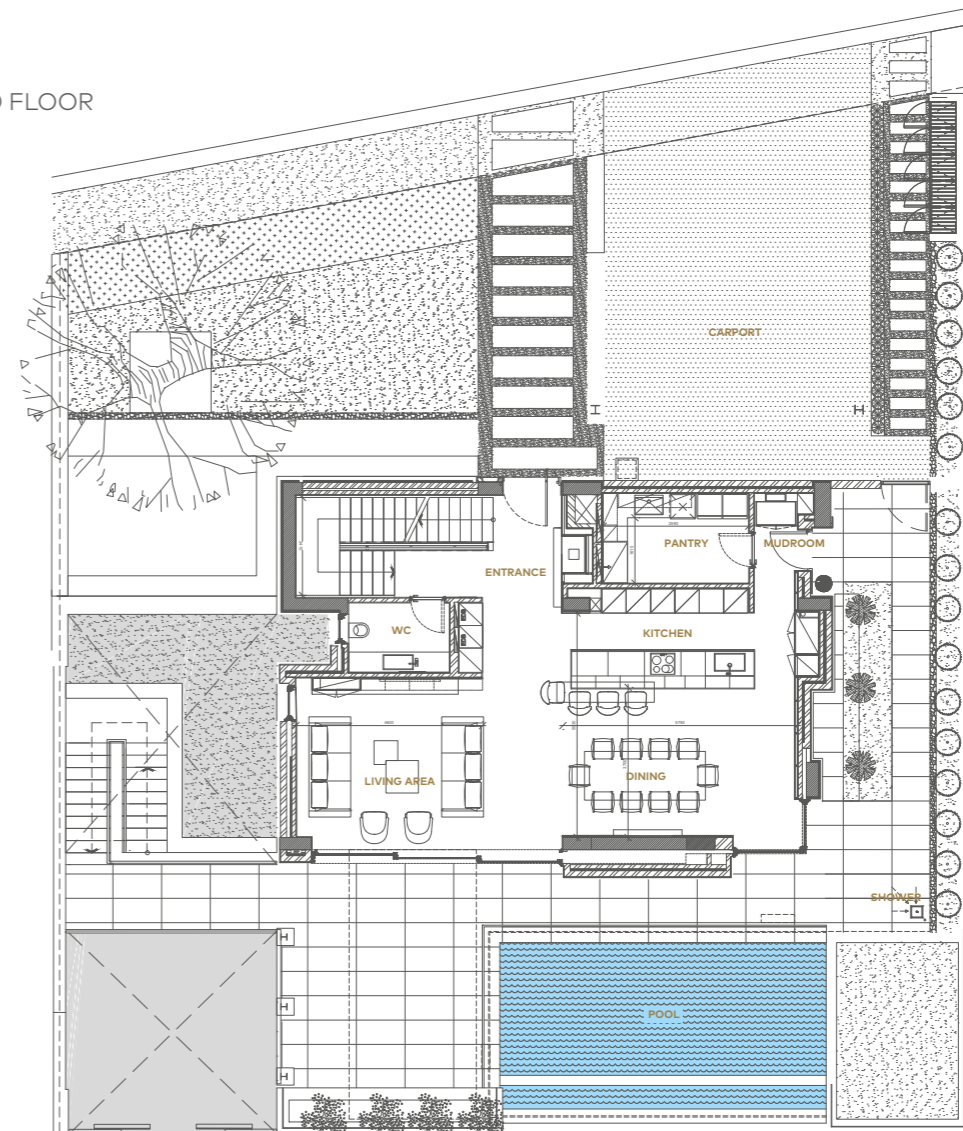 FLOOR
CARPORT
PANTRY
MUDROOM
ENTRANCE
WC
KITCHEN
LIVING AREA
DINING
SHOWER
POOL